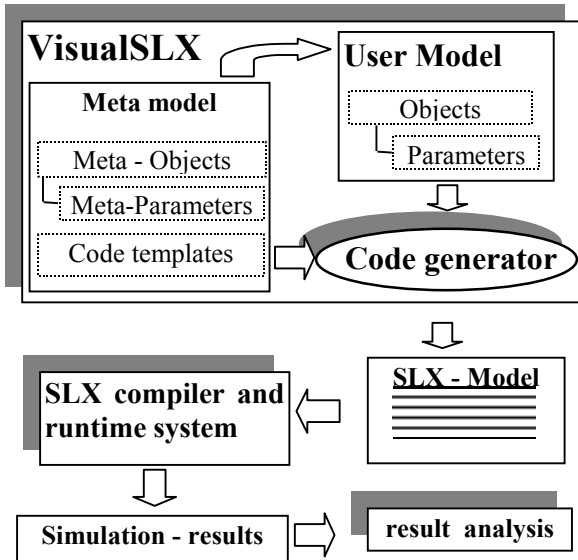 VisualSLX
Meta model
Meta - Objects
Meta-Parameters
Code templates
User Model
Objects
Parameters
Code generator
SLX - Model
SLX compiler and
runtime system
Simulation - results
result analysis